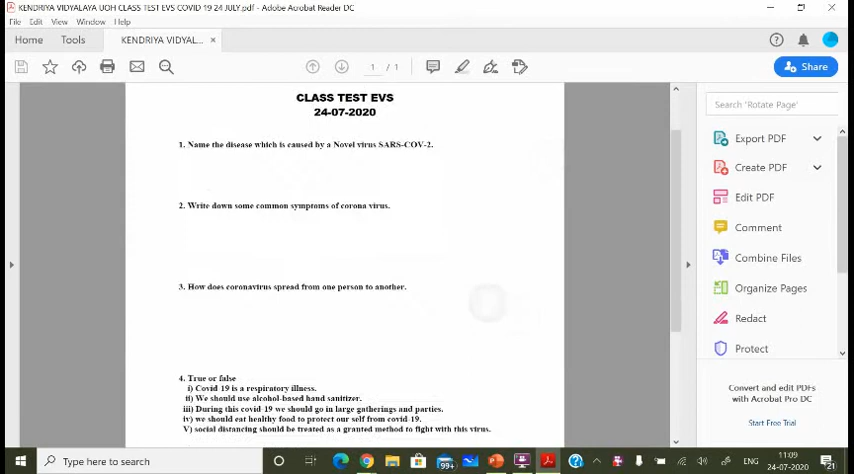 KENDRIYA VIDYALAYA UOH CLASS TEST EVS COVID 19 24 JULY.pdf - Adobe Acrobat Reader DC
File Edit View Window Help
Home Tools KENDRIYA VIDYAL... ×
1 / 1
Share
CLASS TEST EVS
24-07-2020
1. Name the disease which is caused by a Novel virus SARS-COV-2.
2. Write down some common symptoms of corona virus.
3. How does coronavirus spread from one person to another.
4. True or false
i) Covid 19 is a respiratory illness.
ii) We should use alcohol-based hand sanitizer.
iii) During this covid-19 we should go in large gatherings and parties.
iv) we should eat healthy food to protect our self from covid-19.
V) social distancing should be treated as a granted method to fight with this virus.
Search 'Rotate Page'
Export PDF
Create PDF
Edit PDF
Comment
Combine Files
Organize Pages
Redact
Protect
Convert and edit PDFs
with Acrobat Pro DC
Start Free Trial
Type here to search
99+
ENG
11:09
24-07-2020
21